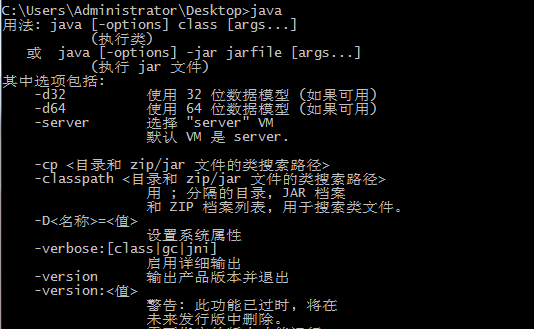 C:\Users\Administrator\Desktop>java
用法: java [-options] class [args...]
(执行类)
或 java [-options] -jar jarfile [args...]
(执行 jar 文件)
其中选项包括:
-d32 使用 32 位数据模型 (如果可用)
-d64 使用 64 位数据模型 (如果可用)
-server 选择 "server" VM
默认 VM 是 server.
-cp <目录和 zip/jar 文件的类搜索路径>
-classpath <目录和 zip/jar 文件的类搜索路径>
用 ; 分隔的目录, JAR 档案
和 ZIP 档案列表, 用于搜索类文件。
-D<名称>=<值>
设置系统属性
-verbose:[class|gc|jni]
启用详细输出
-version 输出产品版本并退出
-version:<值>
警告: 此功能已过时, 将在
未来发行版中删除。